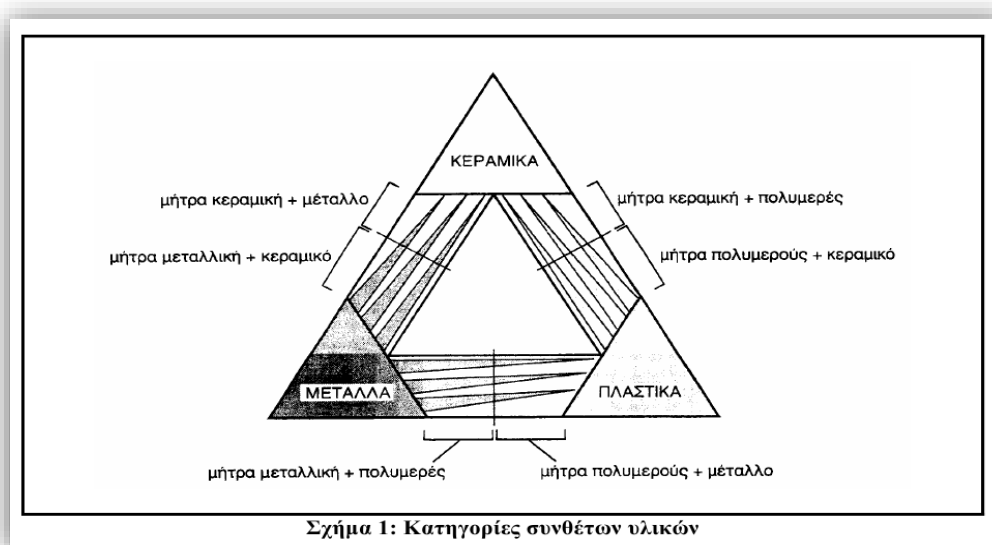 ΚΕΡΑΜΙΚΑ
μήτρα κεραμική + μέταλλο
μήτρα κεραμική + πολυμερές
μήτρα μεταλλική + κεραμικό
μήτρα πολυμερούς + κεραμικό
ΜΕΤΑΛΛΑ
ΠΛΑΣΤΙΚΑ
μήτρα μεταλλική + πολυμερές
μήτρα πολυμερούς + μέταλλο
Σχήμα 1: Κατηγορίες συνθέτων υλικών